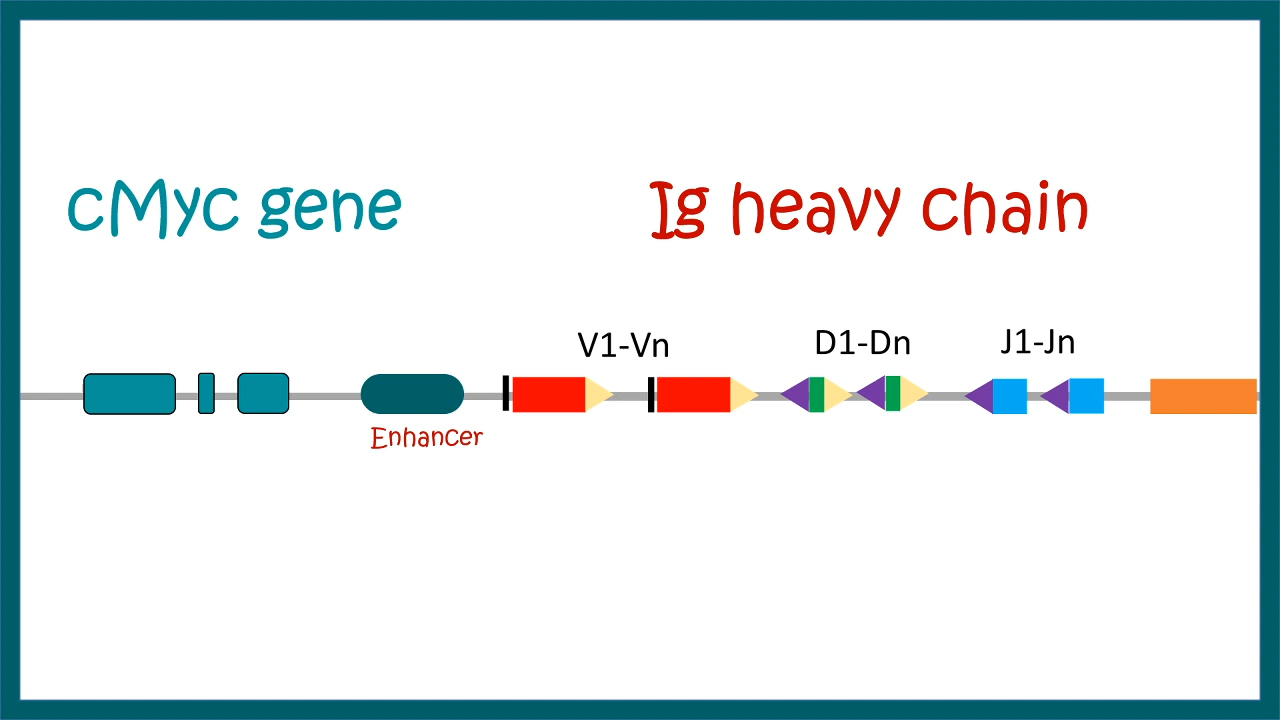 cMyc gene
Ig heavy chain
V1-Vn
D1-Dn
J1-Jn
Enhancer